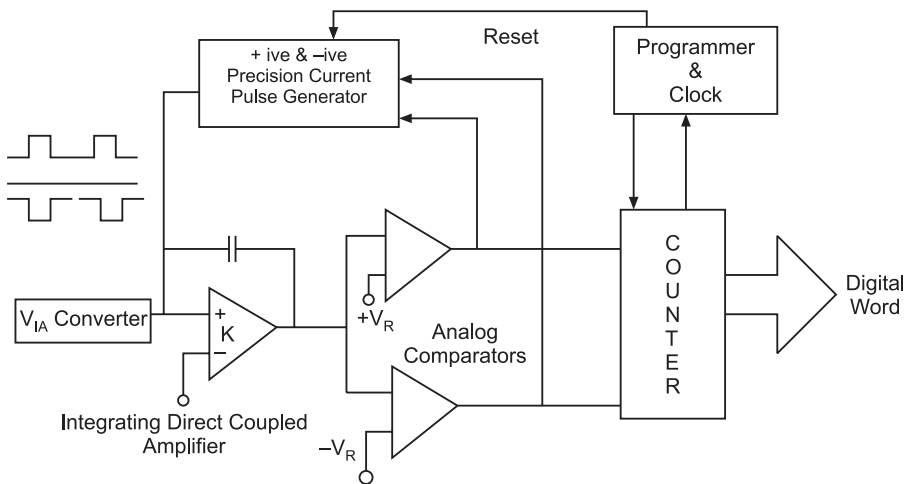 Reset
+ ive & –ive
Precision Current
Pulse Generator
Programmer
&
Clock
V_IA Converter
+
K
–
+V_R
Analog
Comparators
–V_R
Integrating Direct Coupled
Amplifier
C
O
U
N
T
E
R
Digital
Word